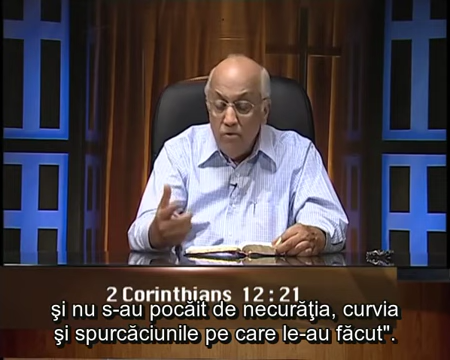 2 Corinthians 12:21
şi nu s-au pocăit de necurăţia, curvia
şi spurcăciunile pe care le-au făcut".